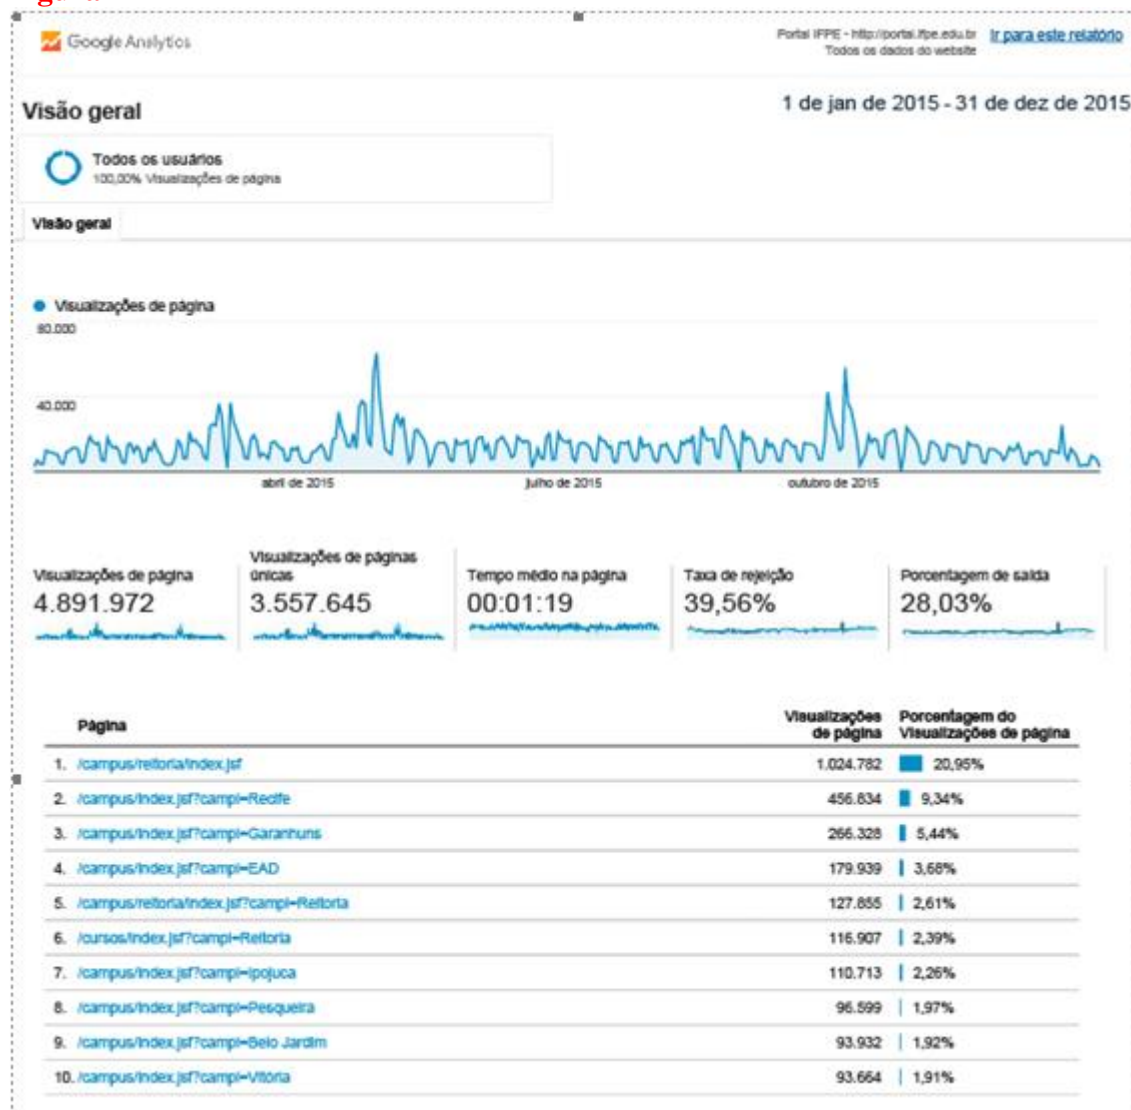 Google Analytics
Portal IFPE - http://portal.ifpe.edu.br
Todos os dados do website
Ir para este relatório
Visão geral
1 de jan de 2015 - 31 de dez de 2015
Todos os usuários
100,00% Visualizações de página
Visão geral
Visualizações de página
80.000
40.000
abril de 2015
julho de 2015
outubro de 2015
Visualizações de página
4.891.972
Visualizações de páginas
únicas
3.557.645
Tempo médio na página
00:01:19
Taxa de rejeição
39,56%
Porcentagem de saída
28,03%
Página
Visualizações
de página
Porcentagem do
Visualizações de página
1. /campus/reitoria/index.jsf 1.024.782 20,95%
2. /campus/index.jsf?campi=Recife 456.834 9,34%
3. /campus/index.jsf?campi=Garanhuns 266.328 5,44%
4. /campus/index.jsf?campi=EAD 179.939 3,68%
5. /campus/reitoria/index.jsf?campi=Reitoria 127.855 2,61%
6. /cursos/index.jsf?campi=Reitoria 116.907 2,39%
7. /campus/index.jsf?campi=Ipojuca 110.713 2,26%
8. /campus/index.jsf?campi=Pesqueira 96.599 1,97%
9. /campus/index.jsf?campi=Belo Jardim 93.932 1,92%
10. /campus/index.jsf?campi=Vitória 93.664 1,91%